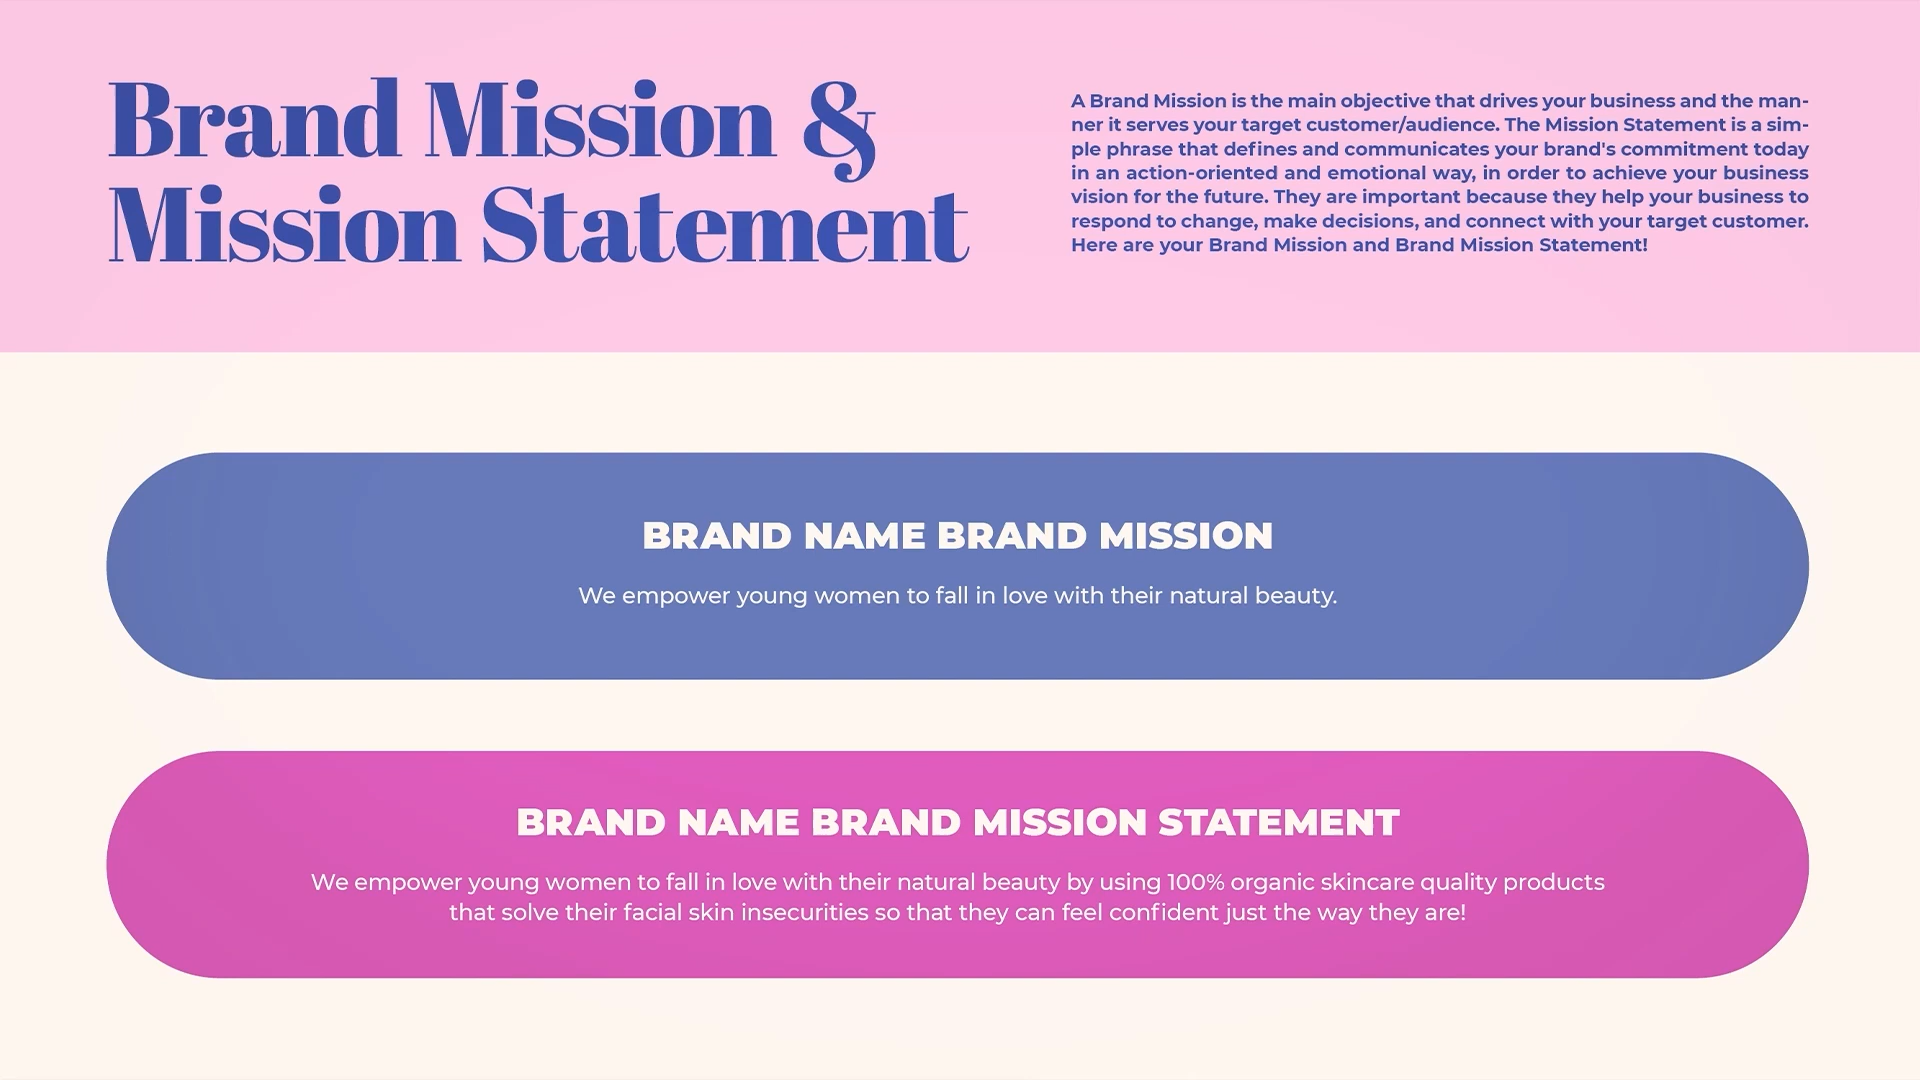 Brand Mission &
Mission Statement
A Brand Mission is the main objective that drives your business and the man-
ner it serves your target customer/audience. The Mission Statement is a sim-
ple phrase that defines and communicates your brand's commitment today
in an action-oriented and emotional way, in order to achieve your business
vision for the future. They are important because they help your business to
respond to change, make decisions, and connect with your target customer.
Here are your Brand Mission and Brand Mission Statement!
BRAND NAME BRAND MISSION
We empower young women to fall in love with their natural beauty.
BRAND NAME BRAND MISSION STATEMENT
We empower young women to fall in love with their natural beauty by using 100% organic skincare quality products
that solve their facial skin insecurities so that they can feel confident just the way they are!